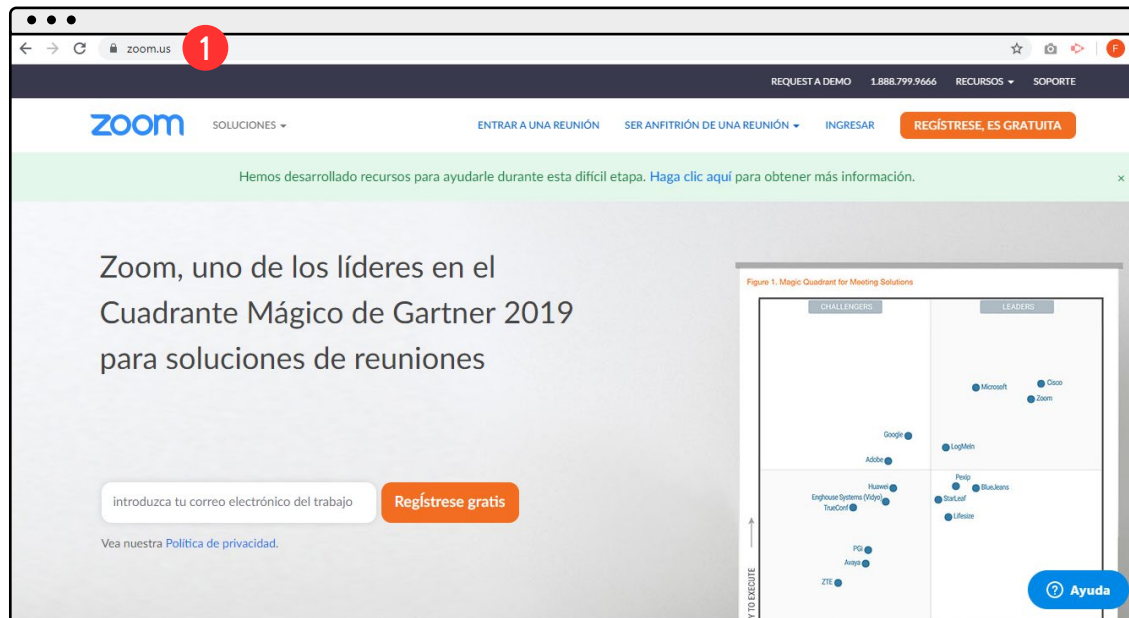 zoom.us
1
F
REQUEST A DEMO 1.888.799.9666 RECURSOS SOPORTE
zoom SOLUCIONES ENTRAR A UNA REUNIÓN SER ANFITRIÓN DE UNA REUNIÓN INGRESAR REGÍSTRESE, ES GRATUITA
Hemos desarrollado recursos para ayudarle durante esta difícil etapa. Haga clic aquí para obtener más información. ×
Zoom, uno de los líderes en el
Cuadrante Mágico de Gartner 2019
para soluciones de reuniones
introduzca tu correo electrónico del trabajo RegÍstrese gratis
Vea nuestra Política de privacidad.
Figure 1. Magic Quadrant for Meeting Solutions
CHALLENGERS LEADERS
Microsoft Cisco
Zoom
Google
LogMeIn
Adobe
Pexip
Huawei BlueJeans
Enghouse Systems (Vidyo) StarLeaf
TrueConf
Lifesize
PGi
Avaya
ZTE
Y TO EXECUTE
Ayuda